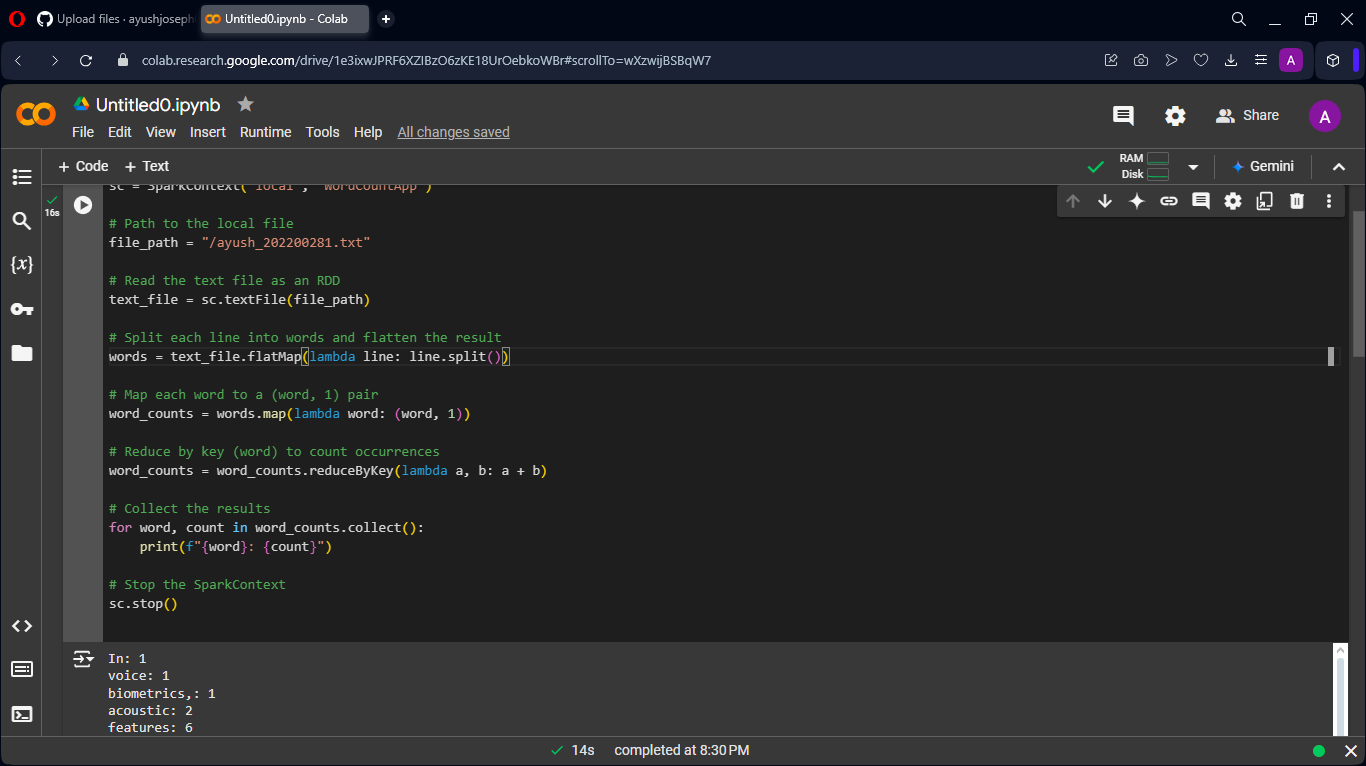 Upload files · ayushjoseph
Untitled0.ipynb - Colab
colab.research.google.com/drive/1e3ixwJPRF6XZIBzO6zKE18UrOebkoWBr#scrollTo=wXzwijBSBqW7
A
Untitled0.ipynb
File Edit View Insert Runtime Tools Help All changes saved
Share
A
+ Code + Text
RAM
Disk
Gemini
16s
sc = SparkContext("local", "WordCountApp")
# Path to the local file
file_path = "/ayush_202200281.txt"
# Read the text file as an RDD
text_file = sc.textFile(file_path)
# Split each line into words and flatten the result
words = text_file.flatMap(lambda line: line.split())
# Map each word to a (word, 1) pair
word_counts = words.map(lambda word: (word, 1))
# Reduce by key (word) to count occurrences
word_counts = word_counts.reduceByKey(lambda a, b: a + b)
# Collect the results
for word, count in word_counts.collect():
    print(f"{word}: {count}")
# Stop the SparkContext
sc.stop()
In: 1
voice: 1
biometrics,: 1
acoustic: 2
features: 6
14s completed at 8:30 PM